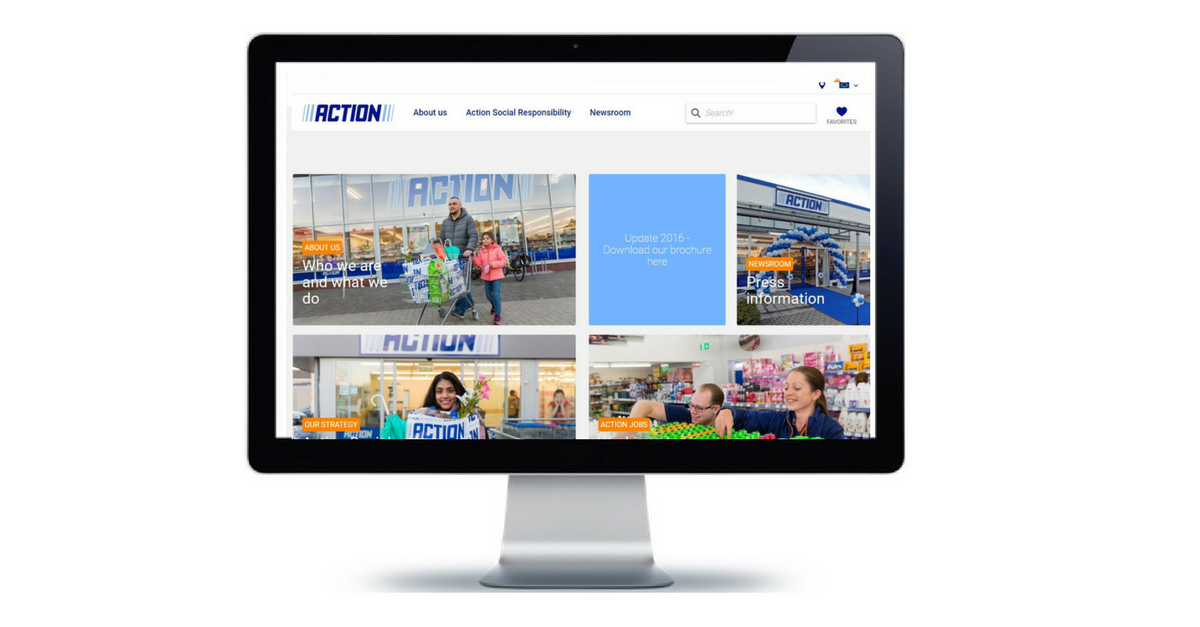 ACTION
About us
Action Social Responsibility
Newsroom
Search!
FAVORITES
ACTION
ABOUT US
Who we are
and what we
do
Update 2016 -
Download our brochure
here
ACTION
NEWSROOM
Press
information
ACTION
OUR STRATEGY
ACTION
ACTION
ACTION JOBS